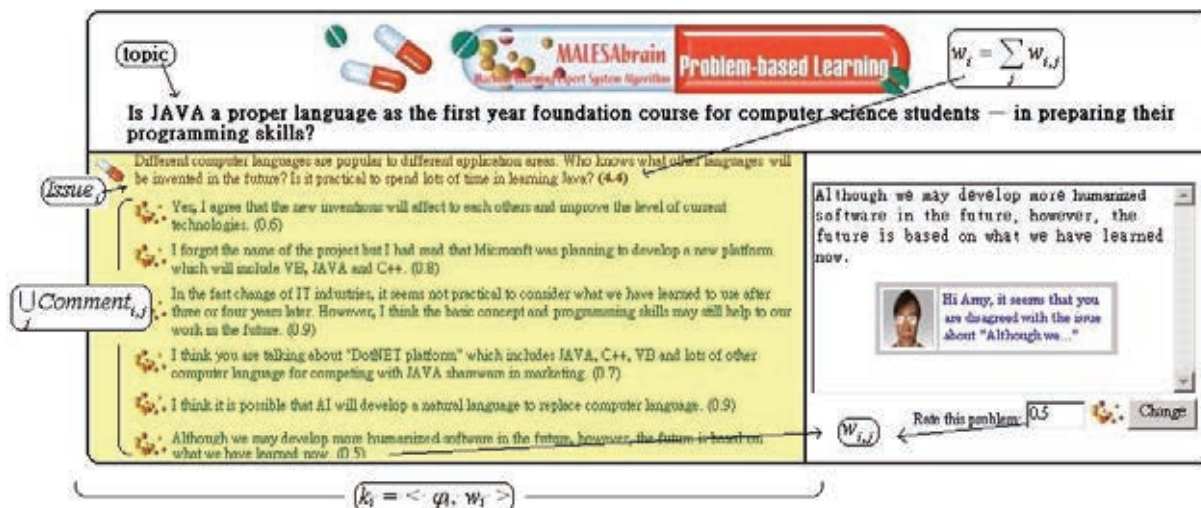 topic
MALESAbrain
Machine Learning Expert System Algorithm
Problem-based Learning
w_i = ∑_j w_{i,j}
Is JAVA a proper language as the first year foundation course for computer science students — in preparing their
programming skills?
Issue_i
Different computer languages are popular to different application areas. Who knows what other languages will
be invented in the future? Is it practical to spend lots of time in learning Java? (4.4)
Yes, I agree that the new inventions will affect to each others and improve the level of current
technologies. (0.6)
I forgot the name of the project but I had read that Microsoft was planning to develop a new platform
which will include VB, JAVA and C++. (0.8)
⋃_j Comment_{i,j}
In the fast change of IT industries, it seems not practical to consider what we have learned to use after
three or four years later. However, I think the basic concept and programming skills may still help to our
work in the future. (0.9)
I think you are talking about "DotNET platform" which includes JAVA, C++, VB and lots of other
computer language for competing with JAVA shareware in marketing. (0.7)
I think it is possible that AI will develop a natural language to replace computer language. (0.9)
Although we may develop more humanized software in the future, however, the future is based on
what we have learned now. (0.5)
Although we may develop more humanized
software in the future, however, the
future is based on what we have learned
now.
Hi Amy, it seems that you
are disagreed with the issue
about "Although we..."
w_{i,j}
Rate this problem: 0.5
Change
k_i = < φ_i, w_i >